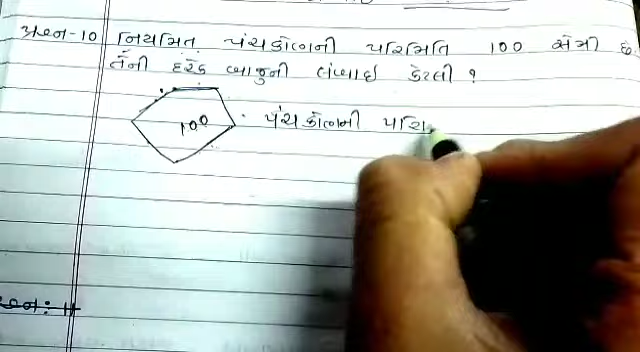 પ્રશ્ન-10 નિયમિત પંચકોણની પરિમિતિ 100 સેમી છે
તેની દરેક બાજુની લંબાઈ કેટલી ?
100 પંચકોણની પરિ
પ્રશ્ન: 11